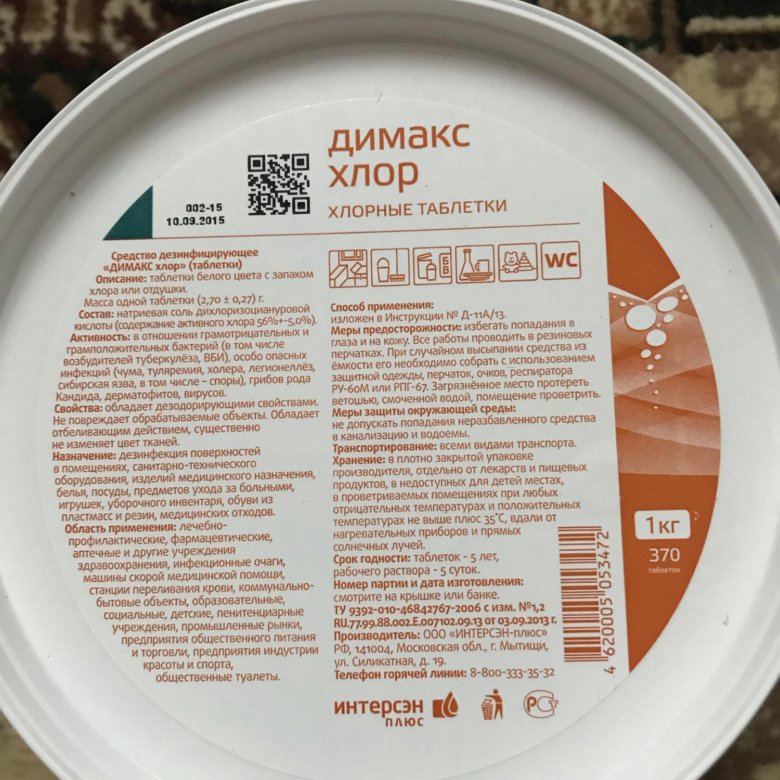 димакс
хлор
ХЛОРНЫЕ ТАБЛЕТКИ
002-15
10.09.2015
Средство дезинфицирующее
«ДИМАКС хлор» (таблетки)
Описание: таблетки белого цвета с запахом
хлора или отдушки.
Масса одной таблетки (2,70 ± 0,27) г.
Состав: натриевая соль дихлоризоциануровой
кислоты (содержание активного хлора 56%+-5,0%).
Активность: в отношении грамотрицательных и
грамположительных бактерий (в том числе
возбудителей туберкулёза, ВБИ), особо опасных
инфекций (чума, туляремия, холера, легионеллёз,
сибирская язва, в том числе – споры), грибов рода
Кандида, дерматофитов, вирусов.
Свойства: обладает дезодорирующими свойствами.
Не повреждает обрабатываемые объекты. Обладает
отбеливающим действием, существенно
не изменяет цвет тканей.
Назначение: дезинфекция поверхностей
в помещениях, санитарно-технического
оборудования, изделий медицинского назначения,
белья, посуды, предметов ухода за больными,
игрушек, уборочного инвентаря, обуви из
пластмасс и резин, медицинских отходов.
Область применения: лечебно-
профилактические, фармацевтические,
аптечные и другие учреждения
здравоохранения, инфекционные очаги,
машины скорой медицинской помощи,
станции переливания крови, коммунально-
бытовые объекты, образовательные,
социальные, детские, пенитенциарные
учреждения, промышленные рынки,
предприятия общественного питания
и торговли, предприятия индустрии
красоты и спорта,
общественные туалеты.
БВ
WC
Способ применения:
изложен в Инструкции № Д-11А/13.
Меры предосторожности: избегать попадания в
глаза и на кожу. Все работы проводить в резиновых
перчатках. При случайном высыпании средства из
ёмкости его необходимо собрать с использованием
защитной одежды, перчаток, очков, респиратора
РУ-60М или РПГ-67. Загрязнённое место протереть
ветошью, смоченной водой, помещение проветрить.
Меры защиты окружающей среды:
не допускать попадания неразбавленного средства
в канализацию и водоемы.
Транспортирование: всеми видами транспорта.
Хранение: в плотно закрытой упаковке
производителя, отдельно от лекарств и пищевых
продуктов, в недоступных для детей местах,
в проветриваемых помещениях при любых
отрицательных температурах и положительных
температурах не выше плюс 35°С, вдали от
нагревательных приборов и прямых
солнечных лучей.
Срок годности: таблеток - 5 лет,
рабочего раствора - 5 суток.
Номер партии и дата изготовления:
смотрите на крышке или банке.
ТУ 9392-010-46842767-2006 с изм. №1,2
RU.77.99.88.002.Е.007102.09.13 от 03.09.2013 г.
Производитель: ООО «ИНТЕРСЭН-плюс»
РФ, 141004, Московская обл., г. Мытищи,
ул. Силикатная, д. 19.
Телефон горячей линии: 8-800-333-35-32
интерсэн
плюс
РСТ
1 кг
370
таблеток
4 620005 053472